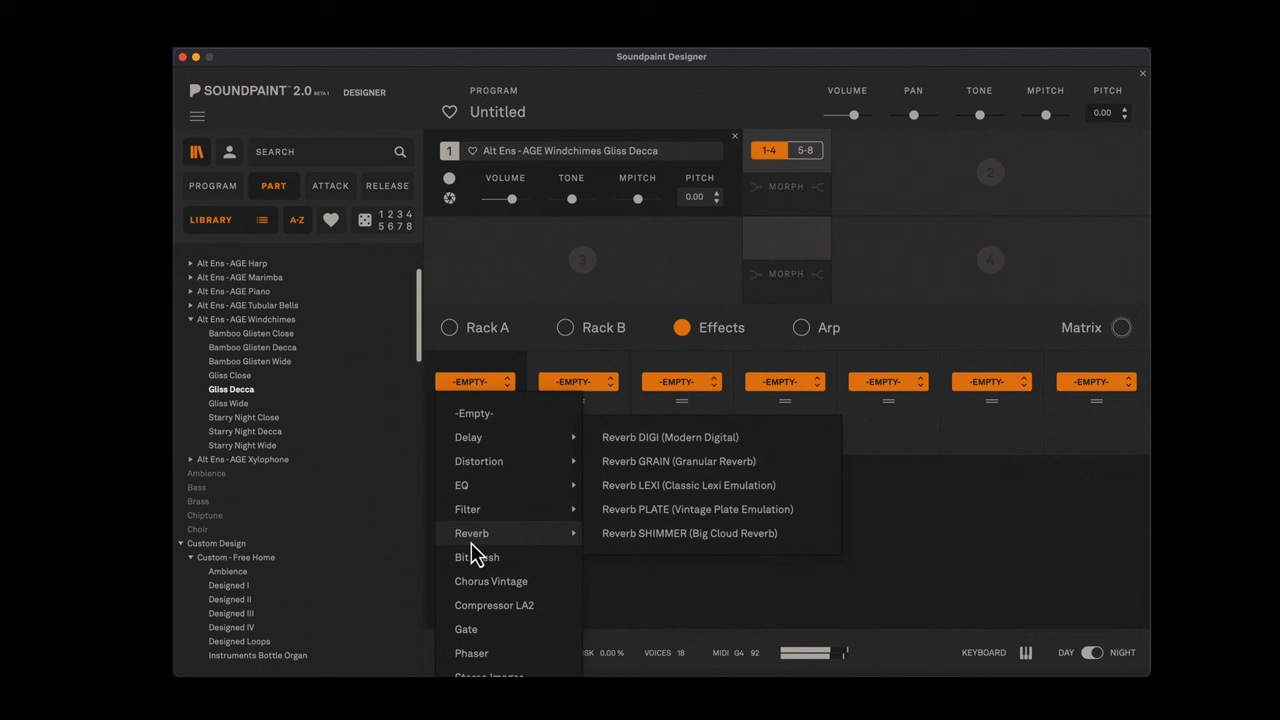 Soundpaint Designer
SOUNDPAINT™ 2.0 BETA 1 DESIGNER
PROGRAM
Untitled
VOLUME PAN TONE MPITCH PITCH
0.00
SEARCH
PROGRAM PART ATTACK RELEASE
LIBRARY A-Z 1 2 3 4
5 6 7 8
1 Alt Ens - AGE Windchimes Gliss Decca
VOLUME TONE MPITCH PITCH
0.00
1-4 5-8
MORPH
2
3
MORPH
4
Alt Ens - AGE Harp
Alt Ens - AGE Marimba
Alt Ens - AGE Piano
Alt Ens - AGE Tubular Bells
Alt Ens - AGE Windchimes
Bamboo Glisten Close
Bamboo Glisten Decca
Bamboo Glisten Wide
Gliss Close
Gliss Decca
Gliss Wide
Starry Night Close
Starry Night Decca
Starry Night Wide
Alt Ens - AGE Xylophone
Ambience
Bass
Brass
Chiptune
Choir
Custom Design
Custom - Free Home
Ambience
Designed I
Designed II
Designed III
Designed IV
Designed Loops
Instruments Bottle Organ
Rack A Rack B Effects Arp Matrix
-EMPTY- -EMPTY- -EMPTY- -EMPTY- -EMPTY- -EMPTY- -EMPTY-
-Empty-
Delay
Distortion
EQ
Filter
Reverb
Chorus Vintage
Compressor LA2
Gate
Phaser
Reverb DIGI (Modern Digital)
Reverb GRAIN (Granular Reverb)
Reverb LEXI (Classic Lexi Emulation)
Reverb PLATE (Vintage Plate Emulation)
Reverb SHIMMER (Big Cloud Reverb)
0.00 % VOICES 18 MIDI G4 92 KEYBOARD DAY NIGHT